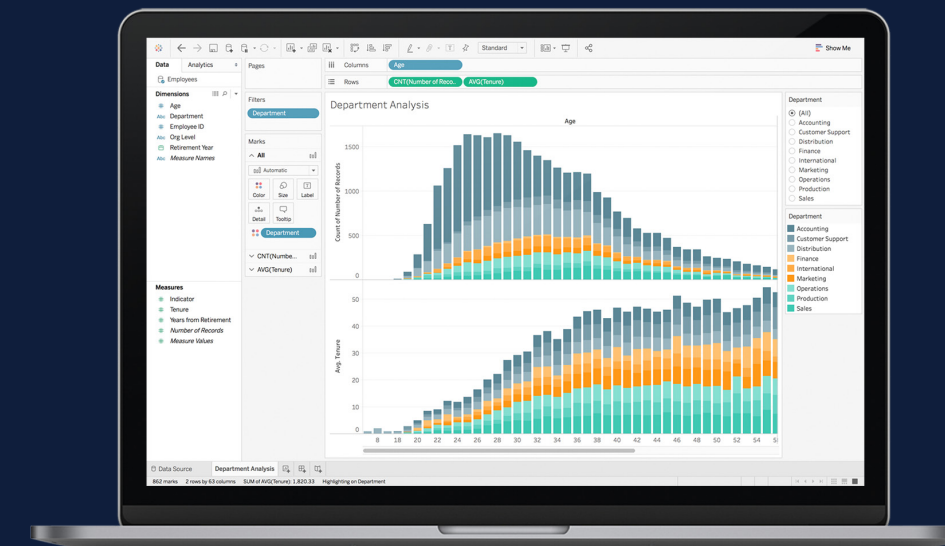 Standard
Show Me
Data
Analytics
Pages
Columns
Age
Rows
CNT(Number of Reco..
AVG(Tenure)
Employees
Dimensions
Age
Abc Department
Employee ID
Abc Org Level
Retirement Year
Abc Measure Names
Measures
Indicator
Tenure
Years from Retirement
Number of Records
Measure Values
Filters
Department
Marks
All
Automatic
Color
Size
Label
Detail
Tooltip
Department
CNT(Numbe...
AVG(Tenure)
Department Analysis
Age
Count of Number of Records
1500
1000
500
0
Avg. Tenure
50
40
30
20
10
0
8 18 20 22 24 26 28 30 32 34 36 38 40 42 44 46 48 50 52 54
Department
(All)
Accounting
Customer Support
Distribution
Finance
International
Marketing
Operations
Production
Sales
Department
Accounting
Customer Support
Distribution
Finance
International
Marketing
Operations
Production
Sales
Data Source
Department Analysis
862 marks 2 rows by 63 columns SUM of AVG(Tenure): 1,820.33 Highlighting on Department